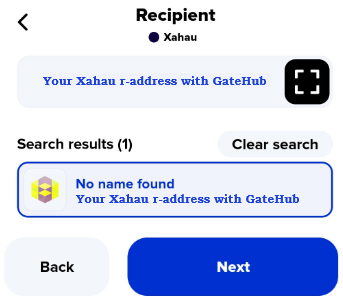 Recipient
Xahau
Your Xahau r-address with GateHub
Search results (1)
Clear search
No name found
Your Xahau r-address with GateHub
Back
Next